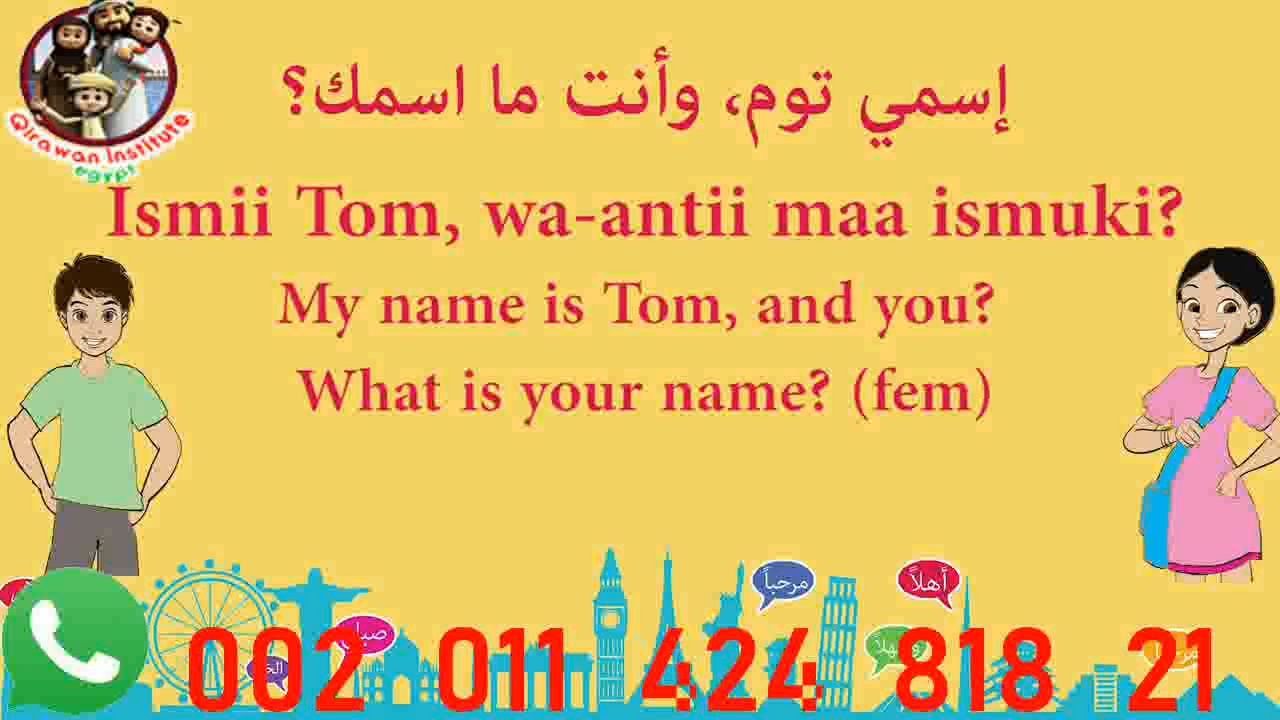 Qirawan Institute
egypt
إسمي توم، وأنت ما اسمك؟
Ismii Tom, wa-antii maa ismuki?
My name is Tom, and you?
What is your name? (fem)
مرحباً
أهلاً
002 011 424 818 21